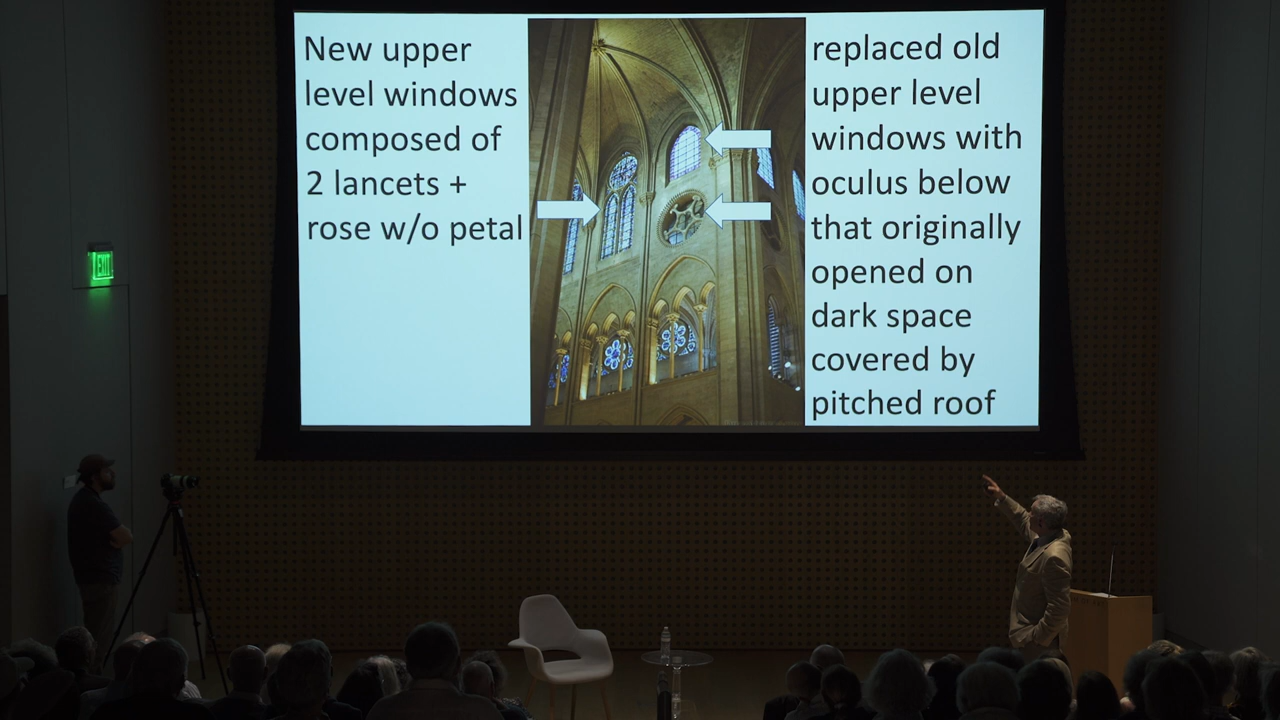 New upper
level windows
composed of
2 lancets +
rose w/o petal
replaced old
upper level
windows with
oculus below
that originally
opened on
dark space
covered by
pitched roof
EXIT